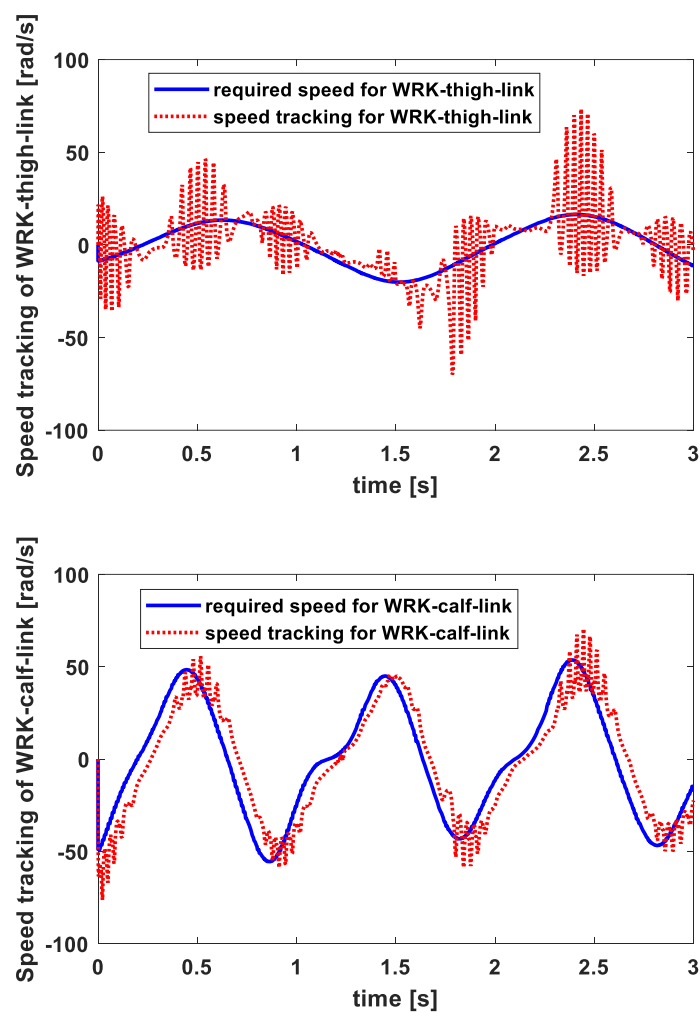 Speed tracking of WRK-thigh-link [rad/s]
100
50
0
-50
-100
required speed for WRK-thigh-link
speed tracking for WRK-thigh-link
0 0.5 1 1.5 2 2.5 3
time [s]
Speed tracking of WRK-calf-link [rad/s]
100
50
0
-50
-100
required speed for WRK-calf-link
speed tracking for WRK-calf-link
0 0.5 1 1.5 2 2.5 3
time [s]